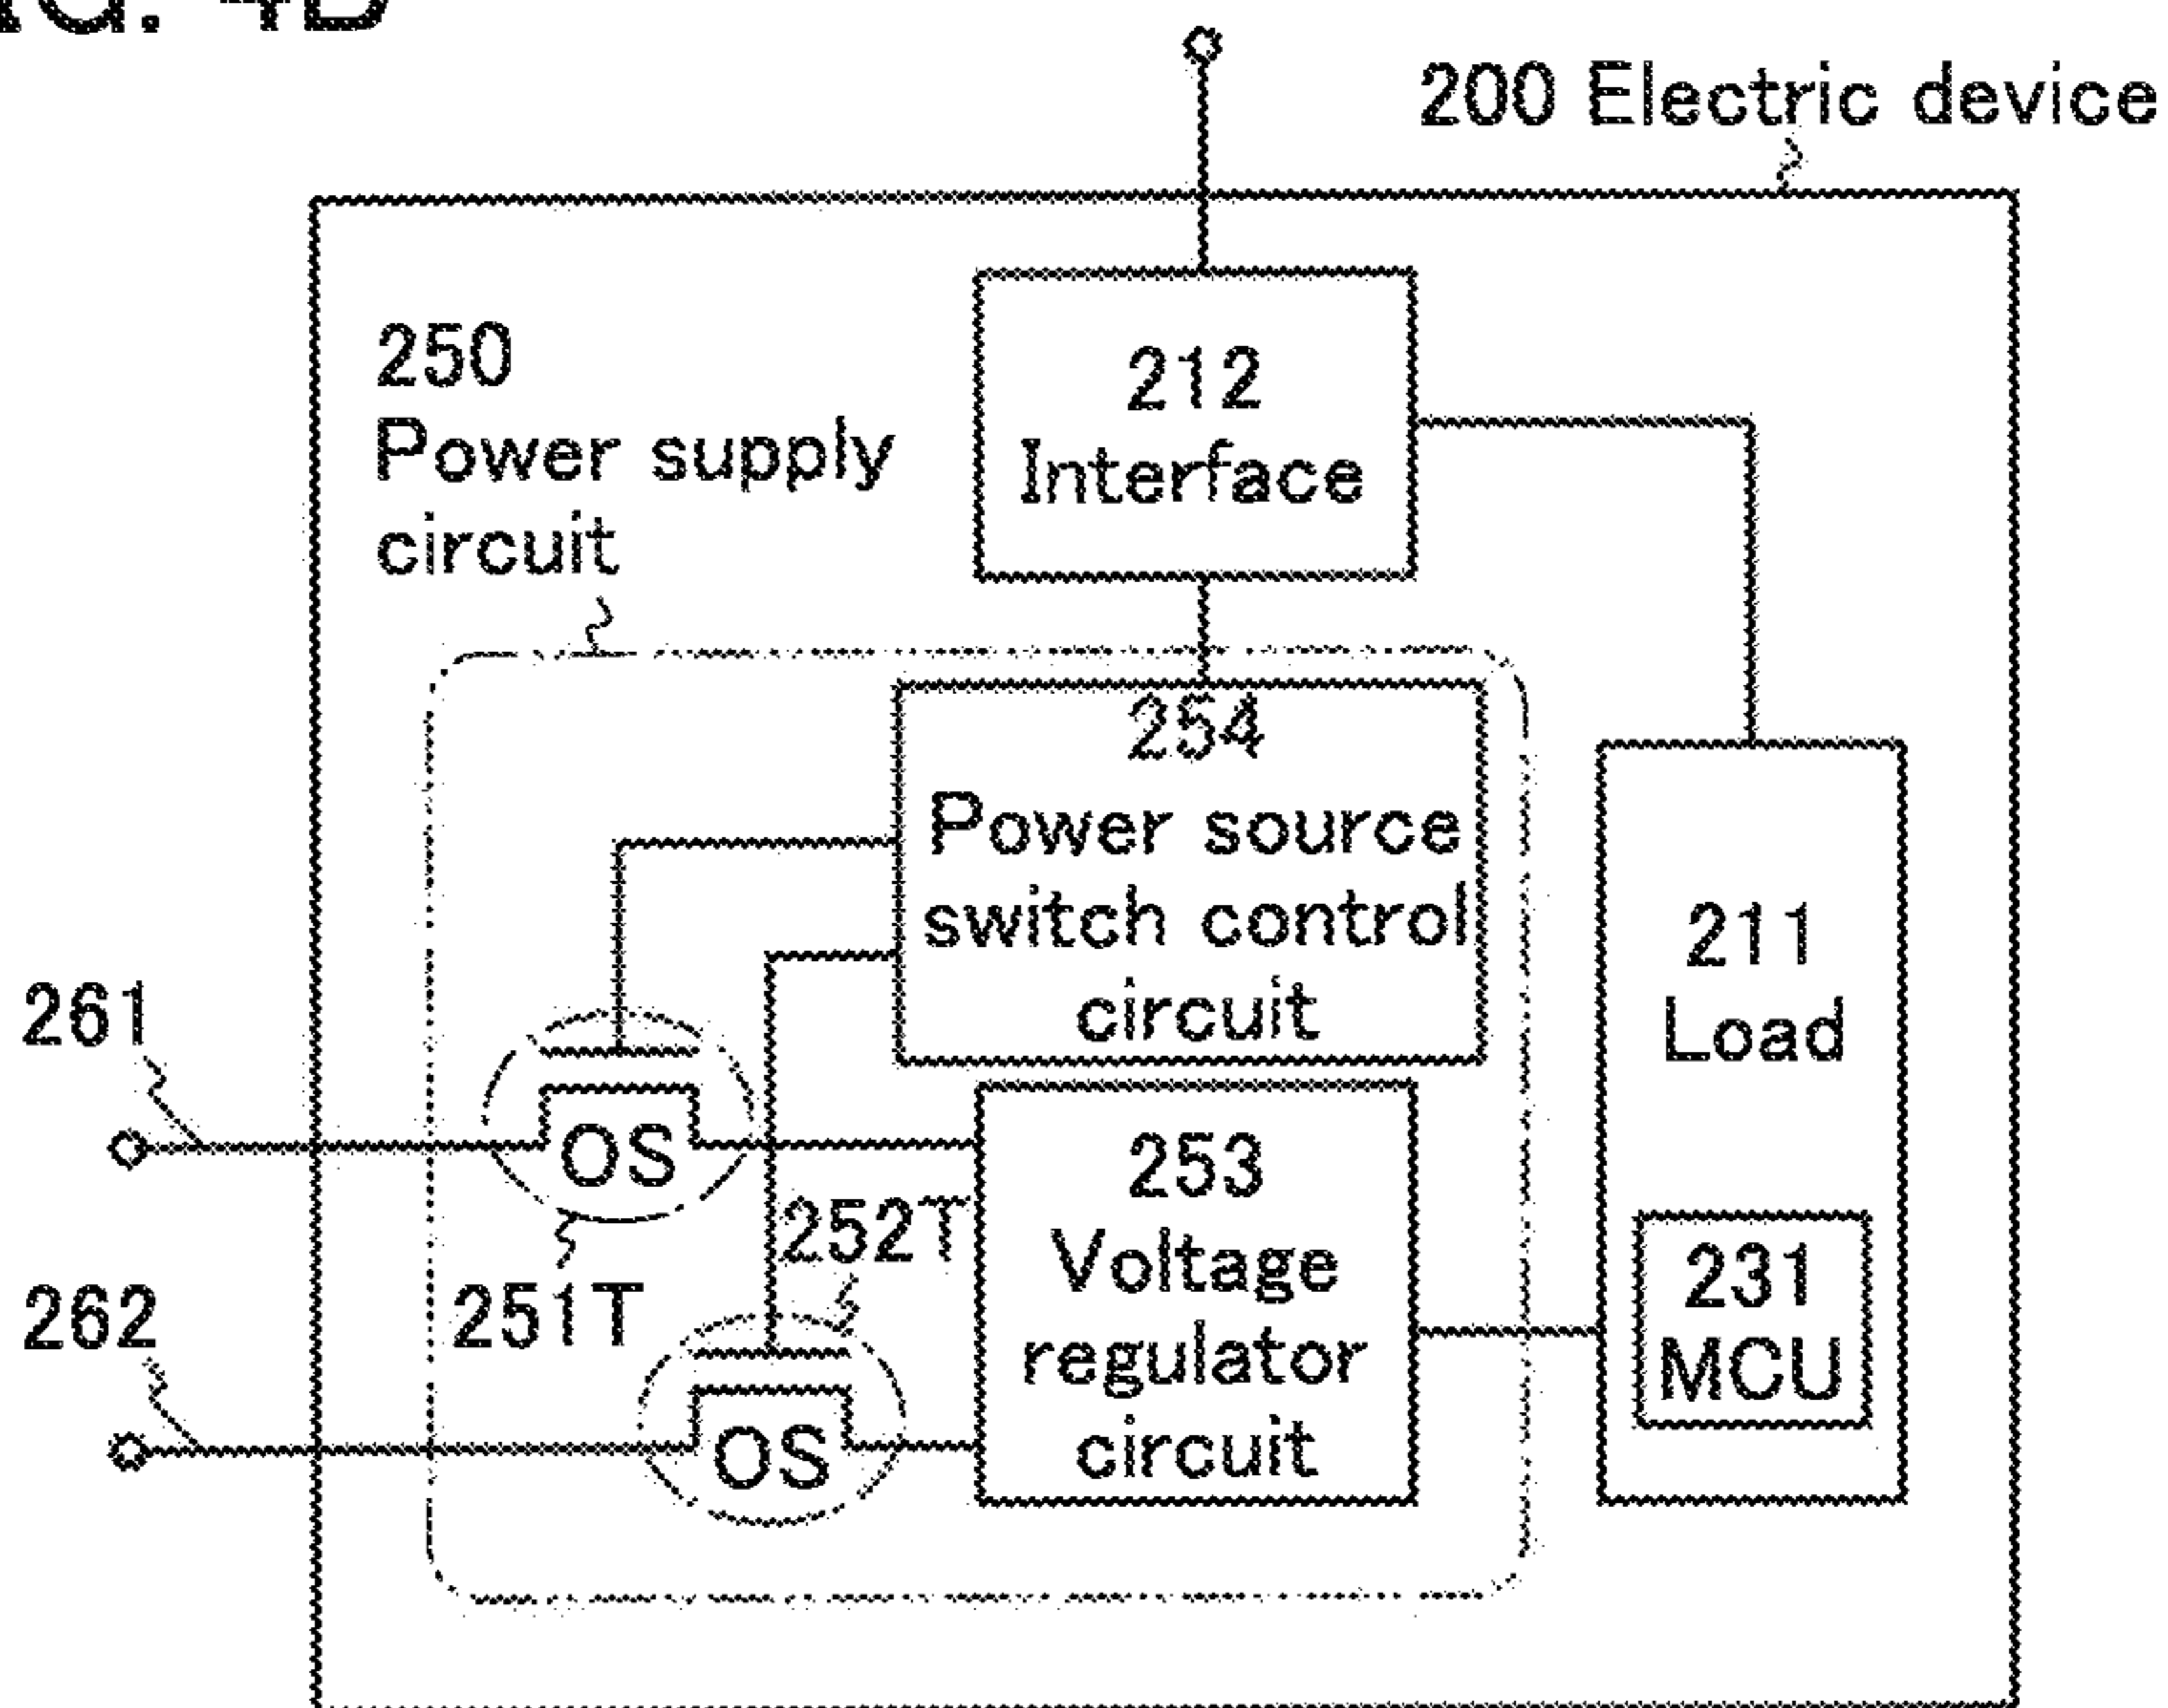 200 Electric device
250
Power supply
circuit
212
Interface
254
Power source
switch control
circuit
211
Load
261
OS
253
Voltage
regulator
circuit
252T
251T
231
MCU
262
OS